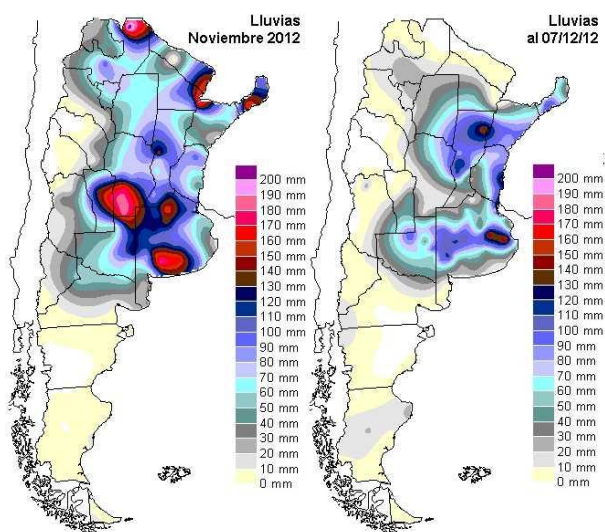 Lluvias
Noviembre 2012
200 mm
190 mm
180 mm
170 mm
160 mm
150 mm
140 mm
130 mm
120 mm
110 mm
100 mm
90 mm
80 mm
70 mm
60 mm
50 mm
40 mm
30 mm
20 mm
10 mm
0 mm
Lluvias
al 07/12/12
200 mm
190 mm
180 mm
170 mm
160 mm
150 mm
140 mm
130 mm
120 mm
110 mm
100 mm
90 mm
80 mm
70 mm
60 mm
50 mm
40 mm
30 mm
20 mm
10 mm
0 mm